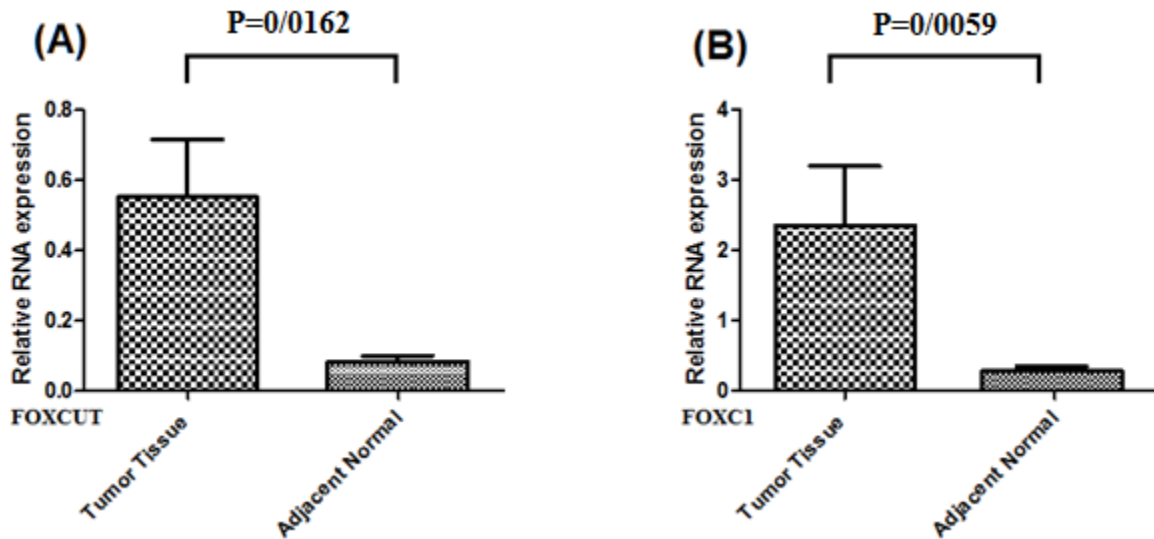 (A)
P=0/0162
Relative RNA expression
0.8
0.6
0.4
0.2
0.0
FOXCUT
Tumor Tissue
Adjacent Normal
(B)
P=0/0059
Relative RNA expression
4
3
2
1
0
FOXC1
Tumor Tissue
Adjacent Normal